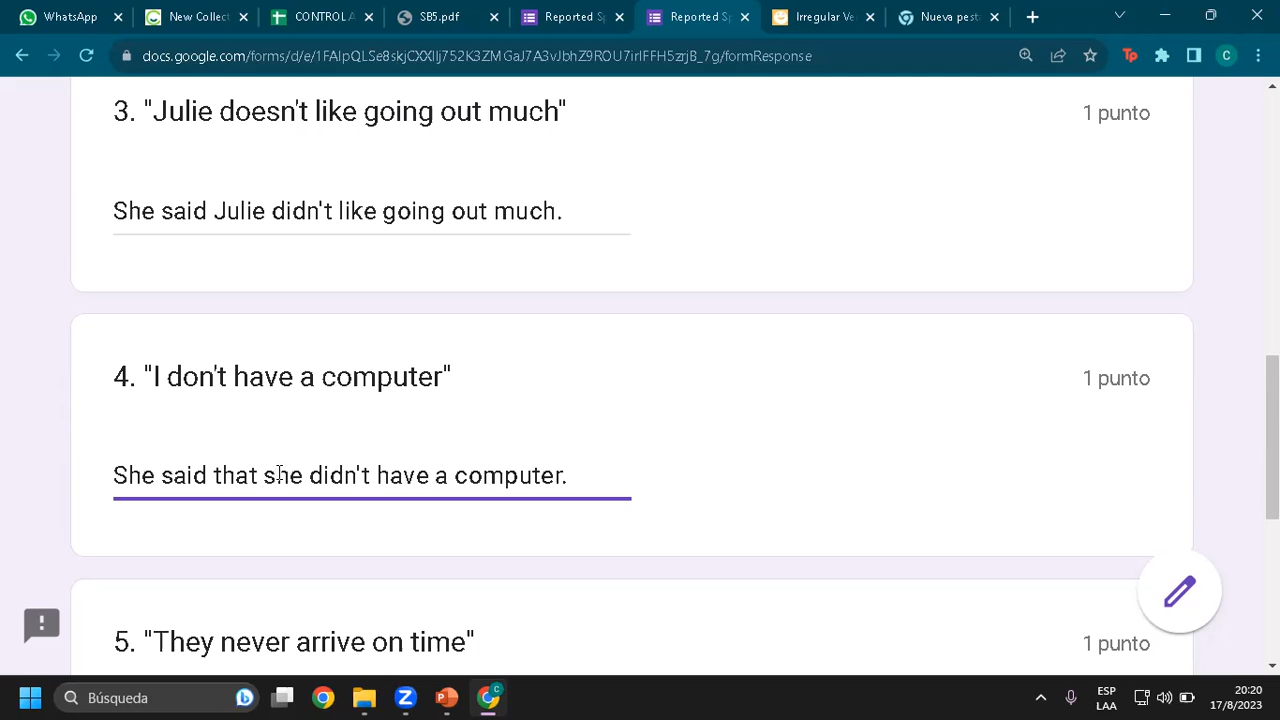 WhatsApp
New Collect
CONTROL A
SB5.pdf
Reported S
Reported S
Irregular Ve
Nueva pest
docs.google.com/forms/d/e/1FAIpQLSe8skjCXXlIj752K3ZMGaJ7A3vJbhZ9ROU7irIFFH5zrjB_7g/formResponse
3. "Julie doesn't like going out much"
1 punto
She said Julie didn't like going out much.
4. "I don't have a computer"
1 punto
She said that she didn't have a computer.
5. "They never arrive on time"
1 punto
Búsqueda
ESP
LAA
20:20
17/8/2023